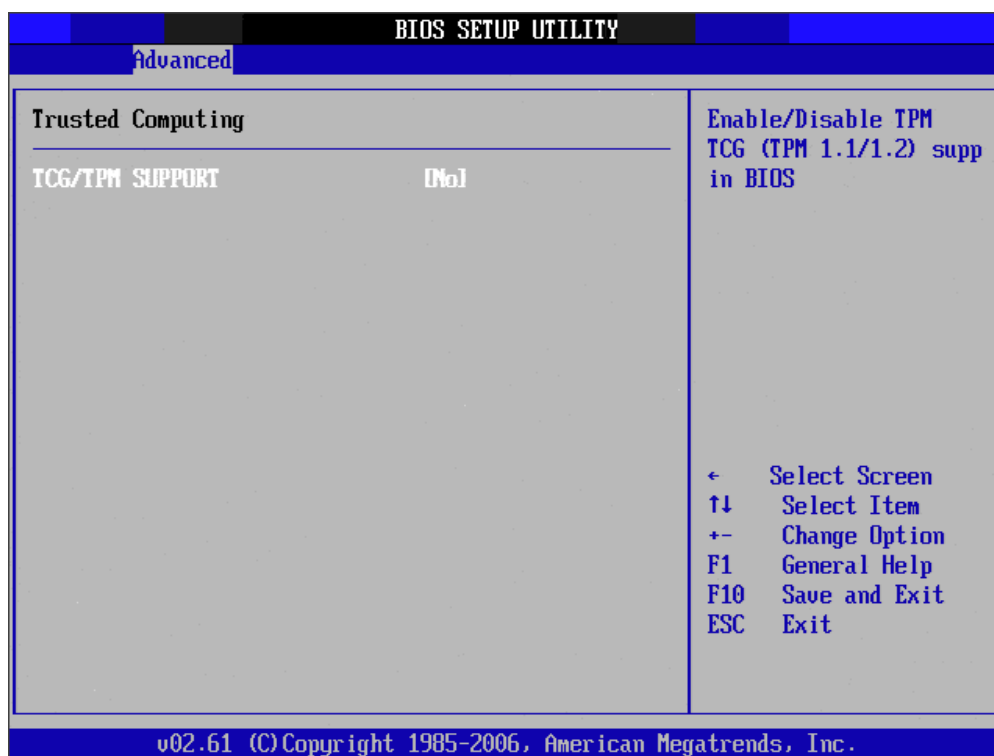 BIOS SETUP UTILITY
Advanced
Trusted Computing
TCG/TPM SUPPORT [No]
Enable/Disable TPM
TCG (TPM 1.1/1.2) supp
in BIOS
← Select Screen
↑↓ Select Item
+- Change Option
F1 General Help
F10 Save and Exit
ESC Exit
v02.61 (C)Copyright 1985-2006, American Megatrends, Inc.